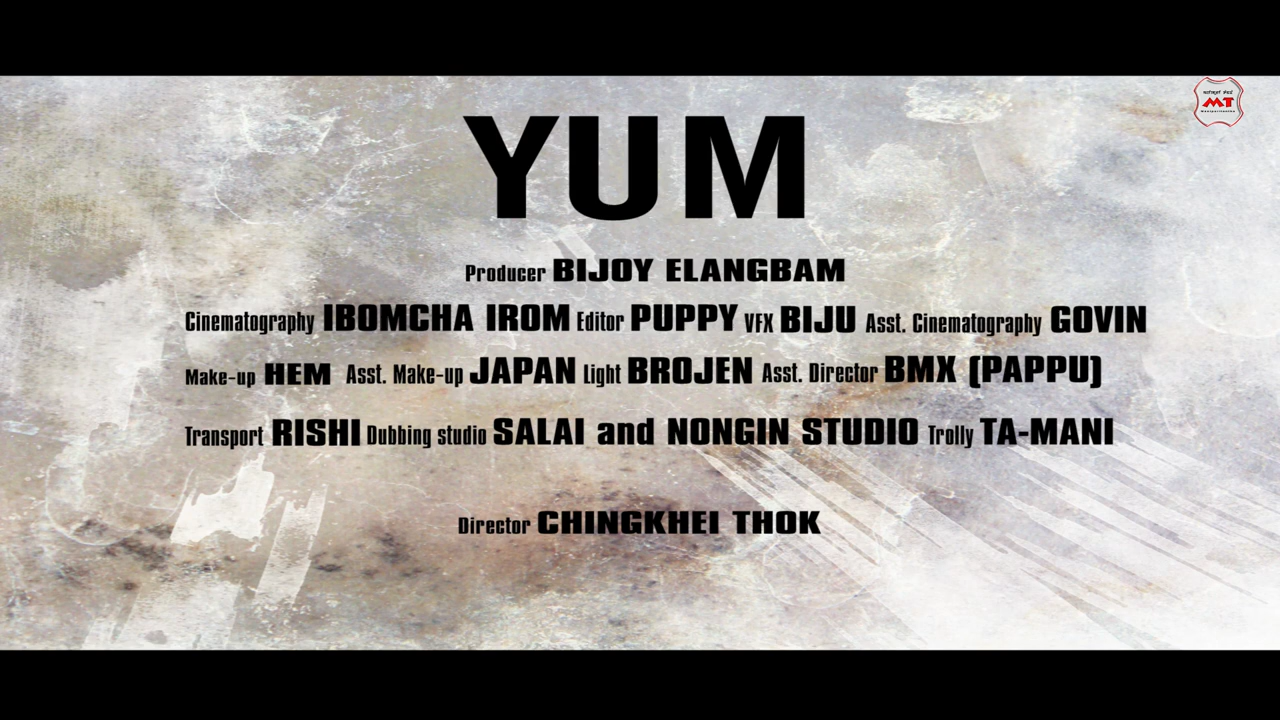 YUM
MT
Producer BIJOY ELANGBAM
Cinematography IBOMCHA IROM Editor PUPPY VFX BIJU Asst. Cinematography GOVIN
Make-up HEM Asst. Make-up JAPAN Light BROJEN Asst. Director BMX (PAPPU)
Transport RISHI Dubbing studio SALAI and NONGIN STUDIO Trolly TA-MANI
Director CHINGKHEI THOK